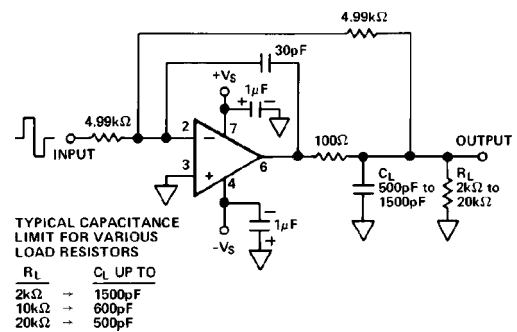 4.99kΩ
30pF
+VS
1μF
+ −
4.99kΩ
2
−
7
INPUT
6
100Ω
OUTPUT
3
+
4
CL
500pF to
1500pF
RL
2kΩ to
20kΩ
−
1μF
+
−VS
TYPICAL CAPACITANCE
LIMIT FOR VARIOUS
LOAD RESISTORS
RL CL UP TO
2kΩ → 1500pF
10kΩ → 600pF
20kΩ → 500pF